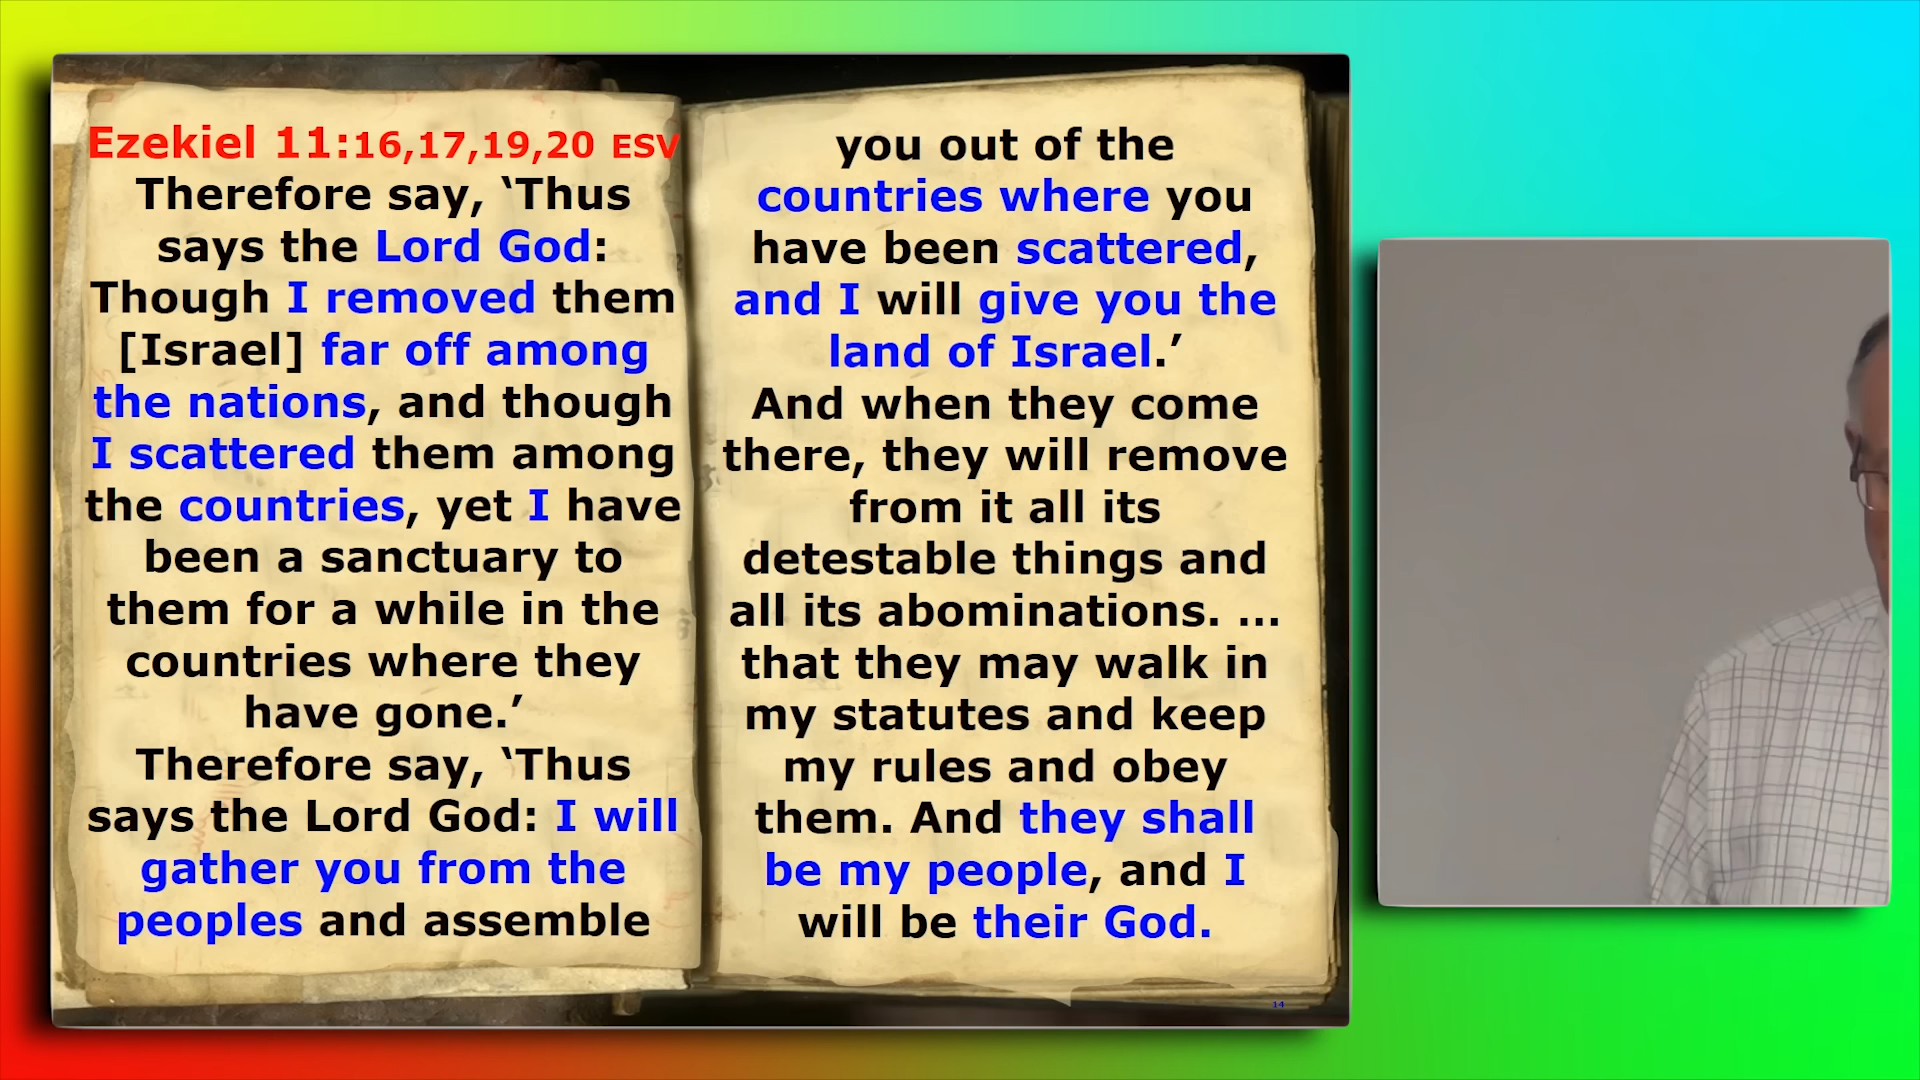 Ezekiel 11:16,17,19,20 ESV
Therefore say, ‘Thus
says the Lord God:
Though I removed them
[Israel] far off among
the nations, and though
I scattered them among
the countries, yet I have
been a sanctuary to
them for a while in the
countries where they
have gone.’
Therefore say, ‘Thus
says the Lord God: I will
gather you from the
peoples and assemble
you out of the
countries where you
have been scattered,
and I will give you the
land of Israel.’
And when they come
there, they will remove
from it all its
detestable things and
all its abominations. ...
that they may walk in
my statutes and keep
my rules and obey
them. And they shall
be my people, and I
will be their God.
14